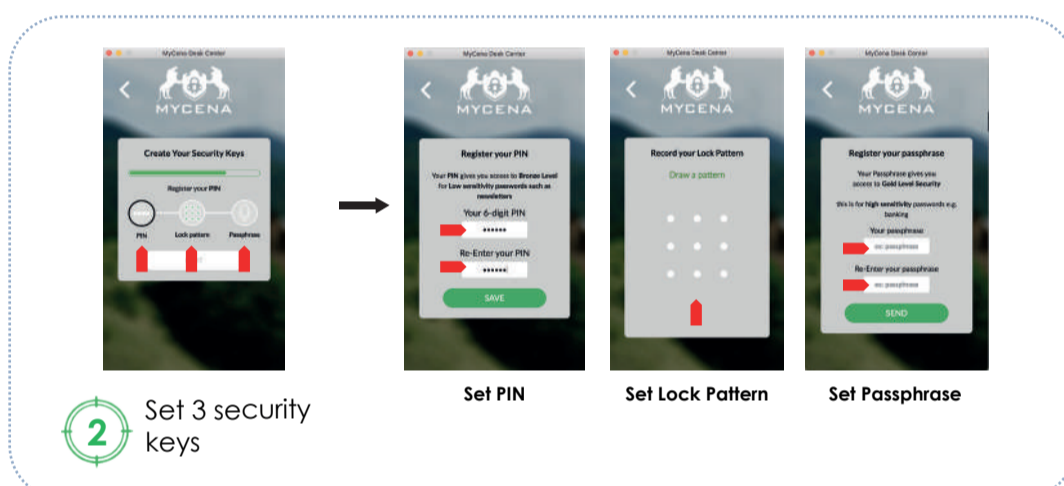 MyCena Desk Center
MYCENA
Create Your Security Keys
Register your PIN
PIN
Lock pattern
Passphrase
MyCena Desk Center
MYCENA
Register your PIN
Your PIN gives you access to Bronze Level
for Low sensitivity passwords such as
newsletters
Your 6-digit PIN
••••••
Re-Enter your PIN
••••••
SAVE
Set PIN
MyCena Desk Center
MYCENA
Record your Lock Pattern
Draw a pattern
Set Lock Pattern
MyCena Desk Center
MYCENA
Register your passphrase
Your Passphrase gives you
access to Gold Level Security
this is for high sensitivity passwords e.g.
banking
Your passphrase
ex: passphrase
Re-Enter your passphrase
ex: passphrase
SEND
Set Passphrase
2
Set 3 security
keys